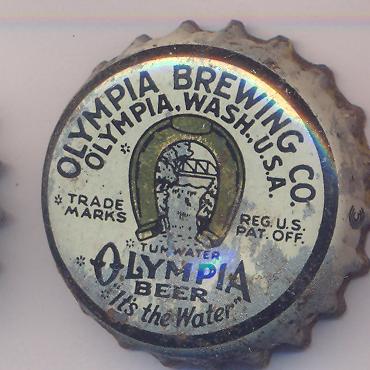 OLYMPIA BREWING CO.
OLYMPIA, WASH., U.S.A.
* TRADE MARKS
REG. U.S. PAT. OFF.
* TUMWATER *
OLYMPIA
BEER
"It's the Water"